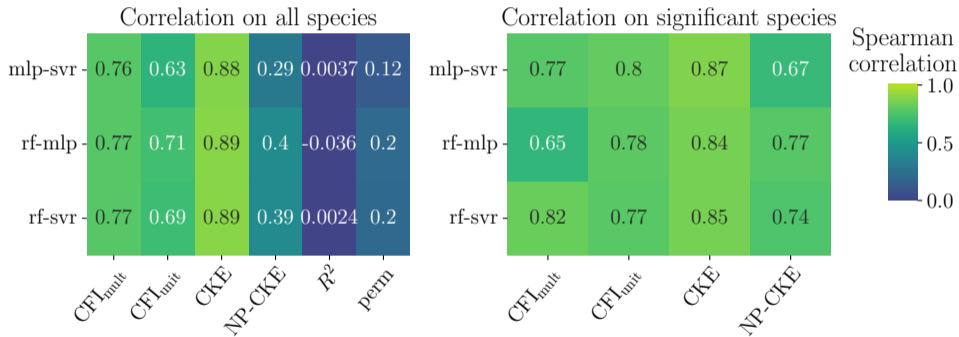 Correlation on all species
mlp-svr 0.76 0.63 0.88 0.29 0.0037 0.12
rf-mlp 0.77 0.71 0.89 0.4 -0.036 0.2
rf-svr 0.77 0.69 0.89 0.39 0.0024 0.2
CFImult CFIunit CKE NP-CKE R² perm
Correlation on significant species
mlp-svr 0.77 0.8 0.87 0.67
rf-mlp 0.65 0.78 0.84 0.77
rf-svr 0.82 0.77 0.85 0.74
CFImult CFIunit CKE NP-CKE
Spearman
correlation
1.0
0.5
0.0